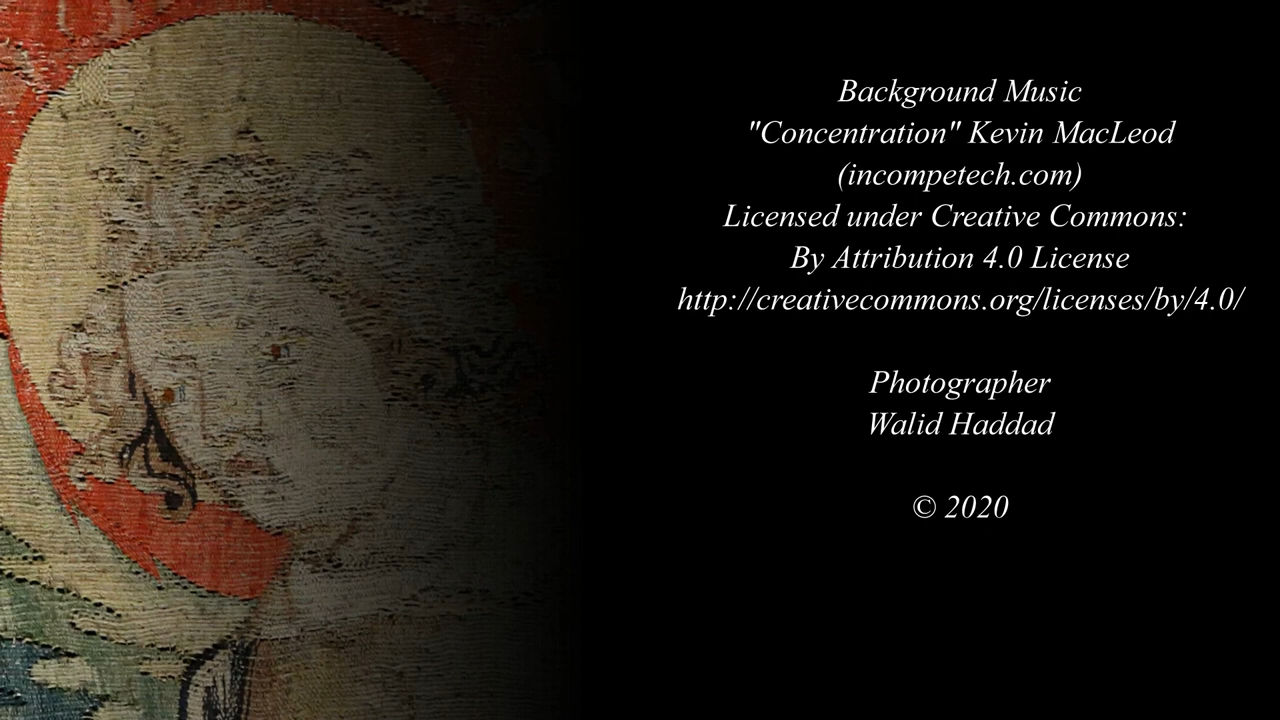 Background Music
"Concentration" Kevin MacLeod
(incompetech.com)
Licensed under Creative Commons:
By Attribution 4.0 License
http://creativecommons.org/licenses/by/4.0/
Photographer
Walid Haddad
© 2020